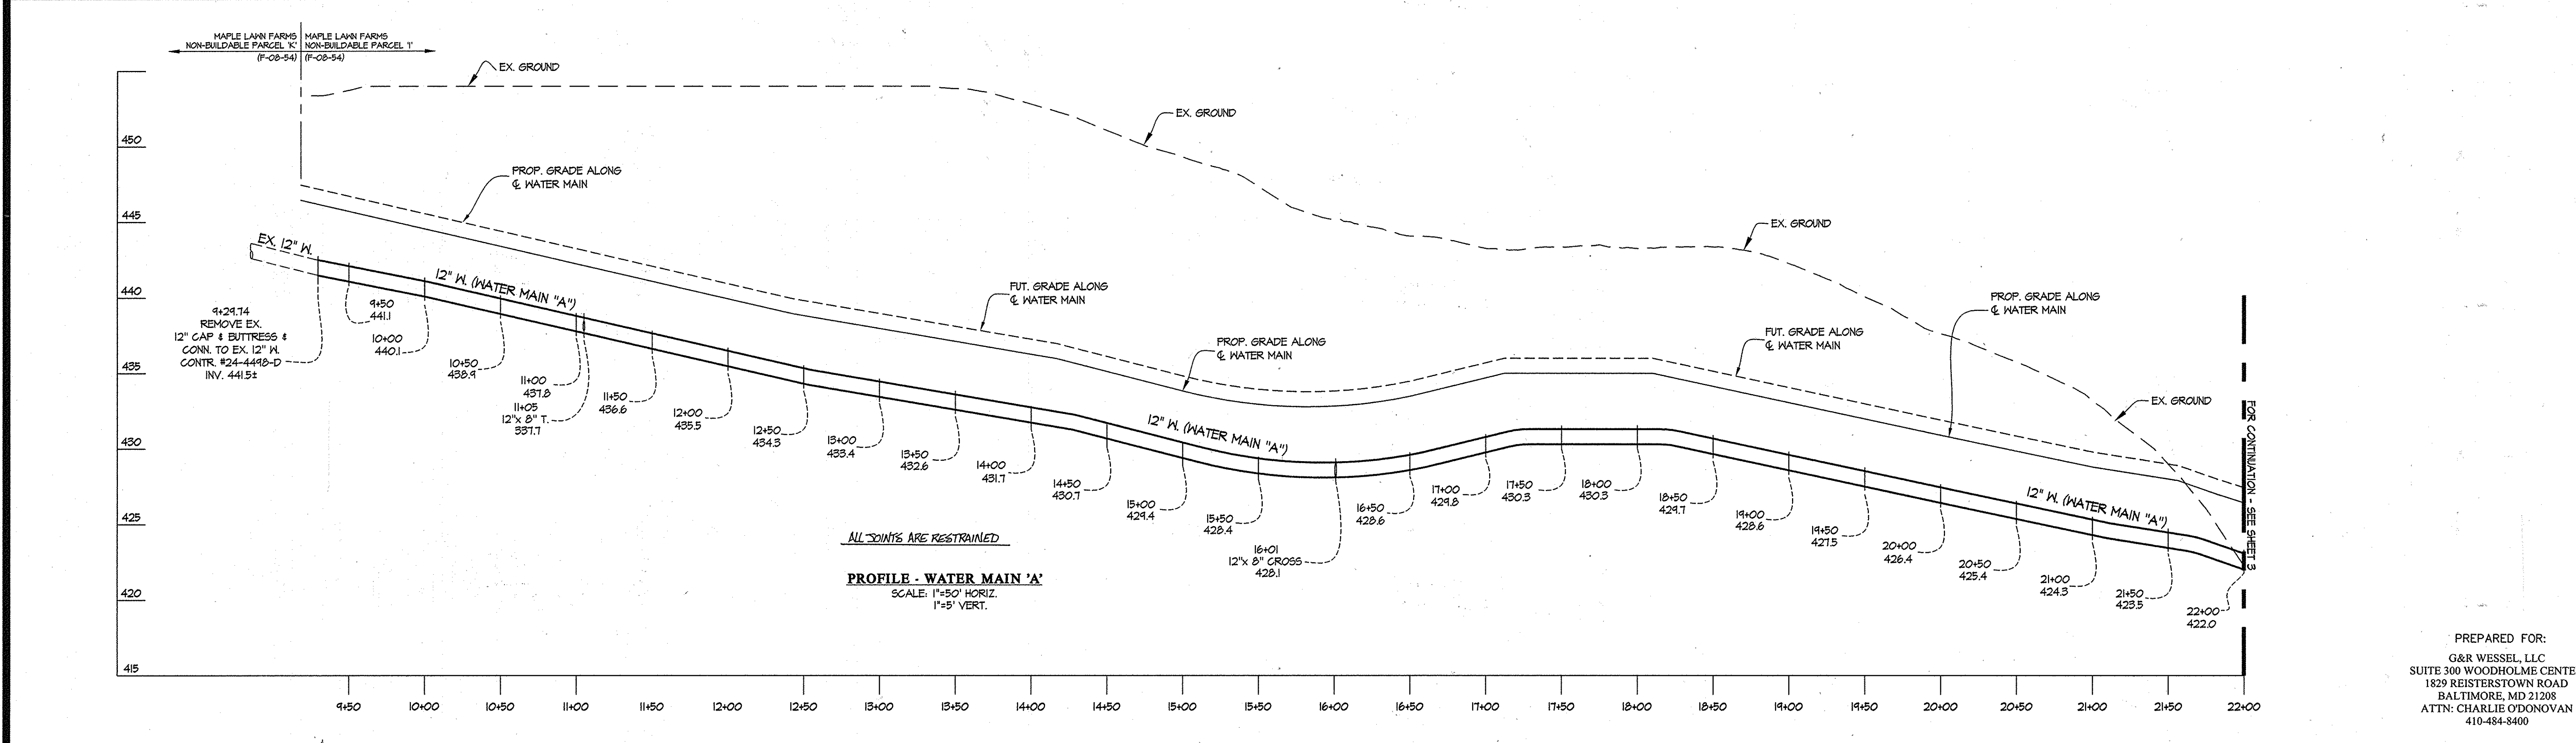 MAPLE LAWN FARMS
NON-BUILDABLE PARCEL 'K'
(F-08-54)
MAPLE LAWN FARMS
NON-BUILDABLE PARCEL 'I'
(F-08-54)
EX. GROUND
EX. GROUND
EX. GROUND
EX. GROUND
450
445
440
435
430
425
420
415
PROP. GRADE ALONG
℄ WATER MAIN
FUT. GRADE ALONG
℄ WATER MAIN
PROP. GRADE ALONG
℄ WATER MAIN
FUT. GRADE ALONG
℄ WATER MAIN
PROP. GRADE ALONG
℄ WATER MAIN
EX. 12" W.
12" W. (WATER MAIN "A")
12" W. (WATER MAIN "A")
12" W. (WATER MAIN "A")
9+29.74
REMOVE EX.
12" CAP & BUTTRESS &
CONN. TO EX. 12" W.
CONTR. #24-4498-D
INV. 441.5±
9+50
441.1
10+00
440.1
10+50
438.9
11+00
437.8
11+05
12"x 8" T.
337.7
11+50
436.6
12+00
435.5
12+50
434.3
13+00
433.4
13+50
432.6
14+00
431.7
14+50
430.7
15+00
429.4
15+50
428.4
16+01
12"x 8" CROSS
428.1
16+50
428.6
17+00
429.8
17+50
430.3
18+00
430.3
18+50
429.7
19+00
428.6
19+50
427.5
20+00
426.4
20+50
425.4
21+00
424.3
21+50
423.5
22+00
422.0
FOR CONTINUATION - SEE SHEET 3
ALL JOINTS ARE RESTRAINED
PROFILE - WATER MAIN 'A'
SCALE: 1"=50' HORIZ.
1"=5' VERT.
9+50
10+00
10+50
11+00
11+50
12+00
12+50
13+00
13+50
14+00
14+50
15+00
15+50
16+00
16+50
17+00
17+50
18+00
18+50
19+00
19+50
20+00
20+50
21+00
21+50
22+00
PREPARED FOR:
G&R WESSEL, LLC
SUITE 300 WOODHOLME CENTE
1829 REISTERSTOWN ROAD
BALTIMORE, MD 21208
ATTN: CHARLIE O'DONOVAN
410-484-8400